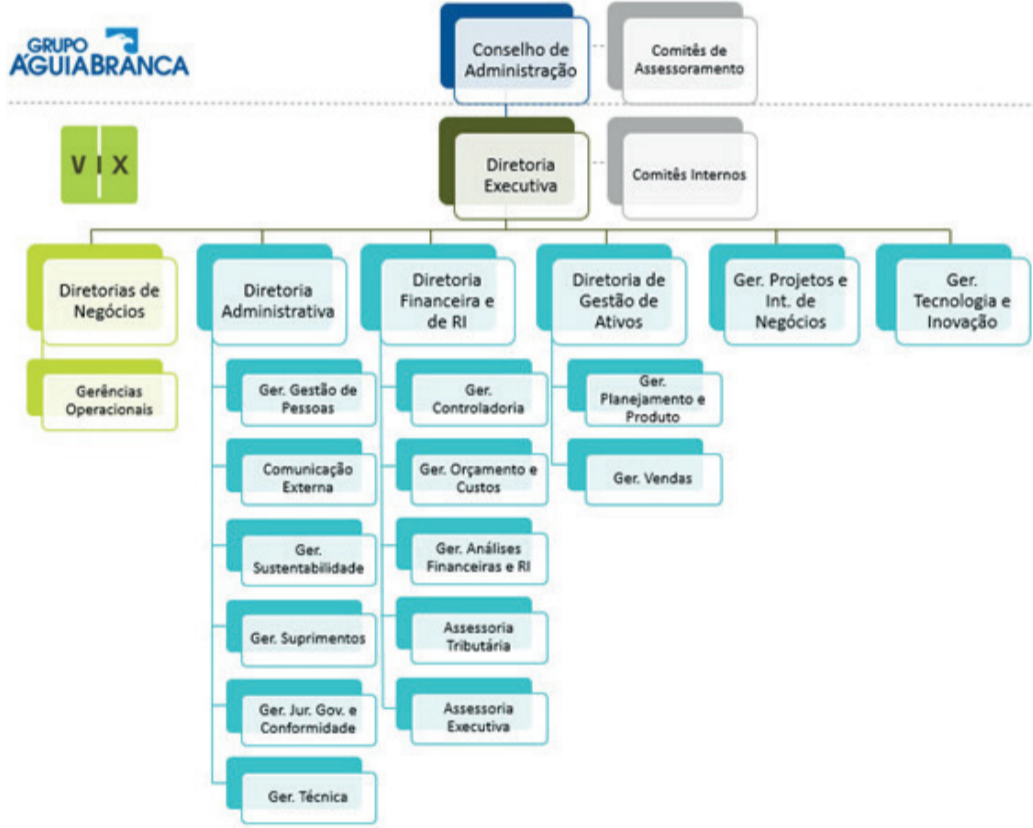 GRUPO
ÁGUIABRANCA
Conselho de
Administração
Comitês de
Assessoramento
VIX
Diretoria
Executiva
Comitês Internos
Diretorias de
Negócios
Diretoria
Administrativa
Diretoria
Financeira e
de RI
Diretoria de
Gestão de
Ativos
Ger. Projetos e
Int. de
Negócios
Ger.
Tecnologia e
Inovação
Gerências
Operacionais
Ger. Gestão de
Pessoas
Ger.
Controladoria
Ger.
Planejamento e
Produto
Comunicação
Externa
Ger. Orçamento e
Custos
Ger. Vendas
Ger.
Sustentabilidade
Ger. Análises
Financeiras e RI
Ger. Suprimentos
Assessoria
Tributária
Ger. Jur. Gov. e
Conformidade
Assessoria
Executiva
Ger. Técnica